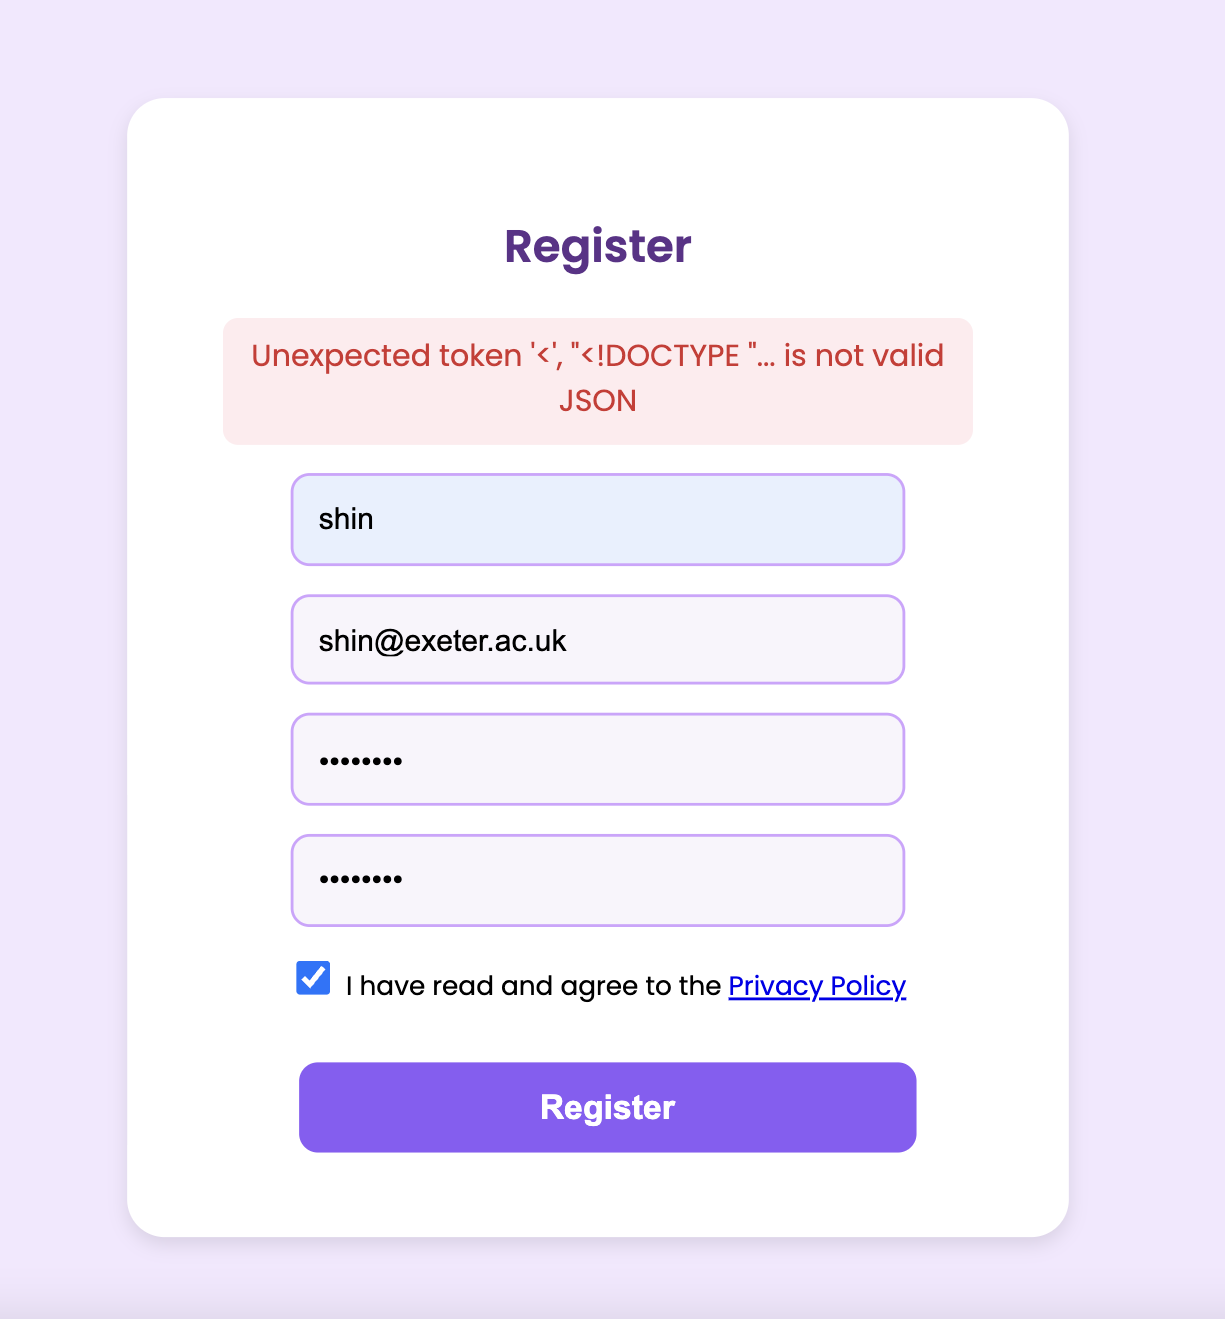 Register
Unexpected token '<', "<!DOCTYPE "... is not valid
JSON
shin
shin@exeter.ac.uk
••••••••
••••••••
I have read and agree to the Privacy Policy
Register